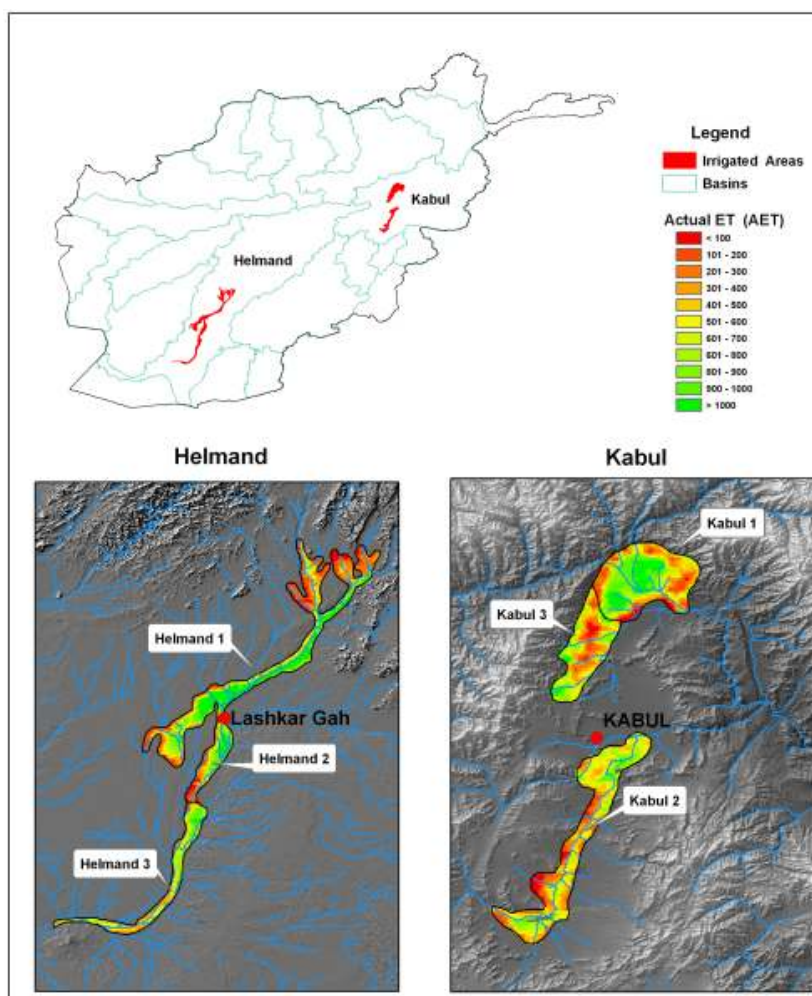 Legend
Irrigated Areas
Basins
Kabul
Helmand
Actual ET (AET)
< 100
101 - 200
201 - 300
301 - 400
401 - 500
501 - 600
601 - 700
601 - 800
801 - 900
900 - 1000
> 1000
Helmand
Kabul
Kabul 1
Kabul 3
Helmand 1
Lashkar Gah
KABUL
Helmand 2
Kabul 2
Helmand 3